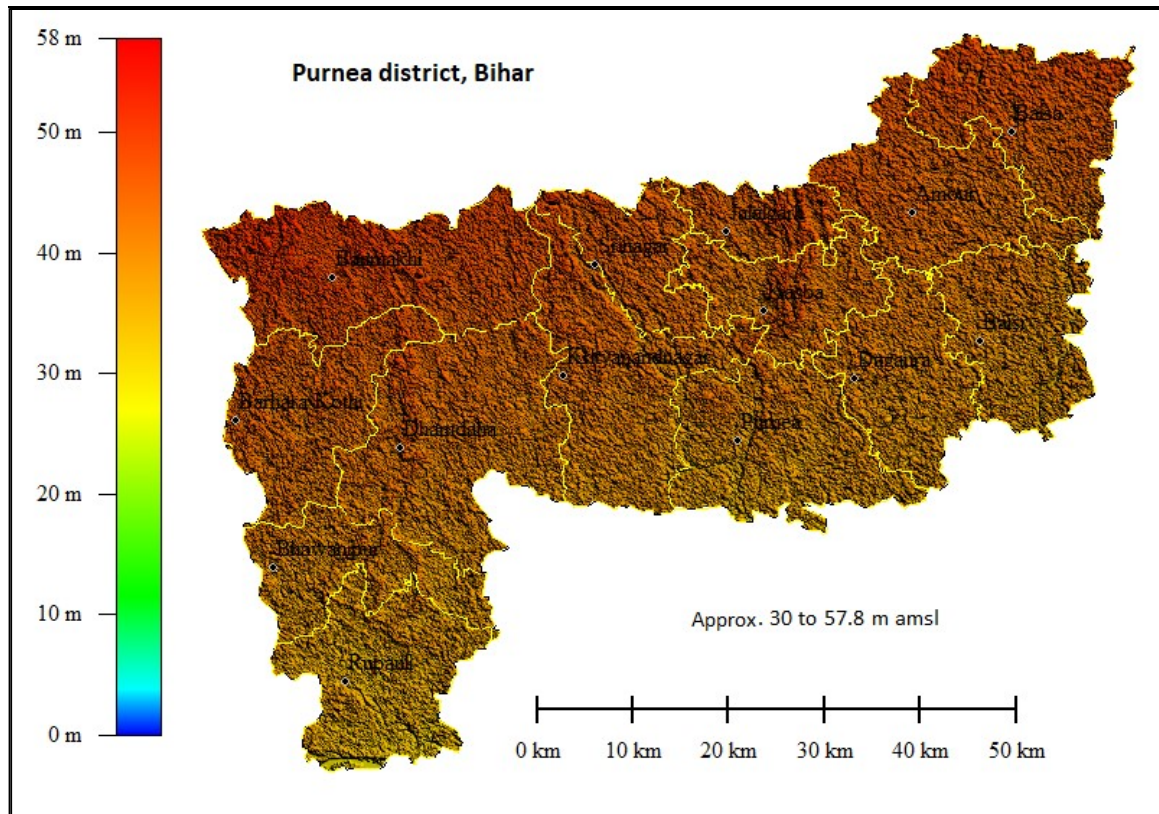 58 m
Purnea district, Bihar
50 m
Baisa
40 m
Amour
Jalalgarh
Srinagar
Banmakhi
Kasba
30 m
Baisi
Krityanandnagar
Dagarua
Barhara Kothi
Purnea
Dhamdaha
20 m
Bhawanipur
10 m
Approx. 30 to 57.8 m amsl
Rupauli
0 m
0 km 10 km 20 km 30 km 40 km 50 km